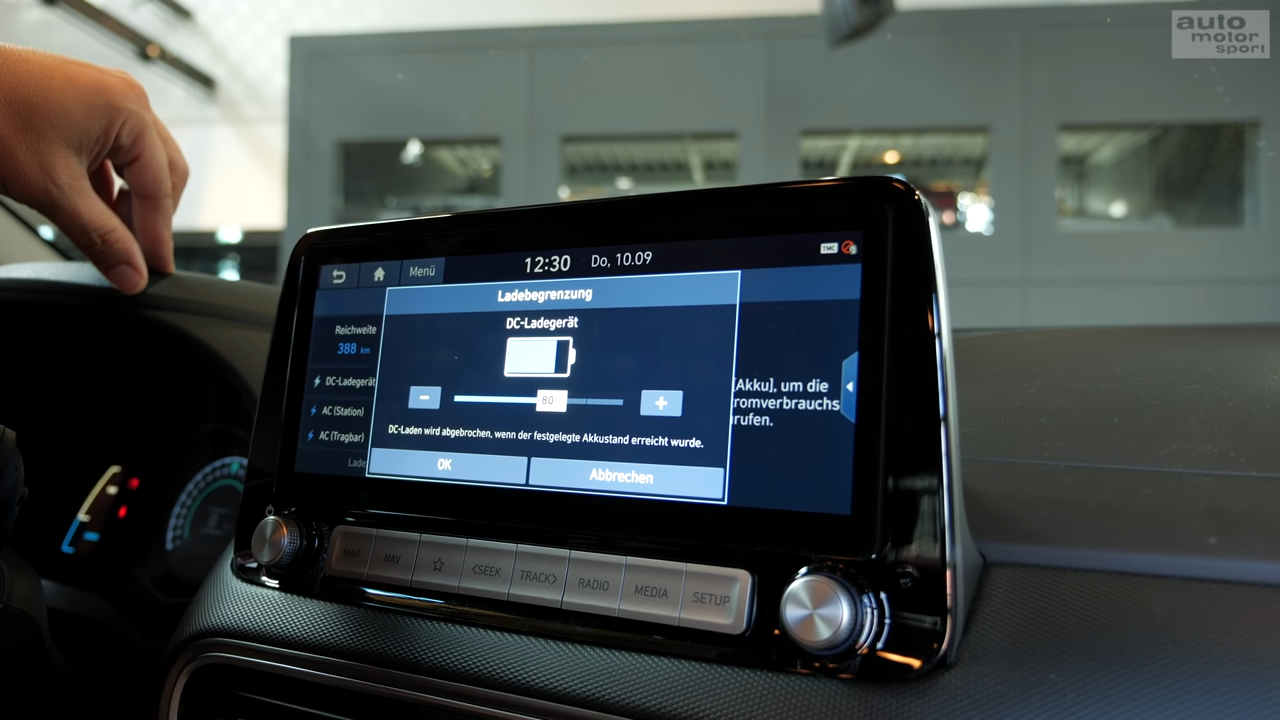 auto
motor
sport
Menü
12:30
Do, 10.09
TMC
Ladebegrenzung
DC-Ladegerät
80
DC-Laden wird abgebrochen, wenn der festgelegte Akkustand erreicht wurde.
OK
Abbrechen
Reichweite
388 km
DC-Ladegerät
AC (Station)
AC (Tragbar)
Lade
[Akku], um die
romverbrauchs
rufen.
MAP
NAV
<SEEK
TRACK>
RADIO
MEDIA
SETUP